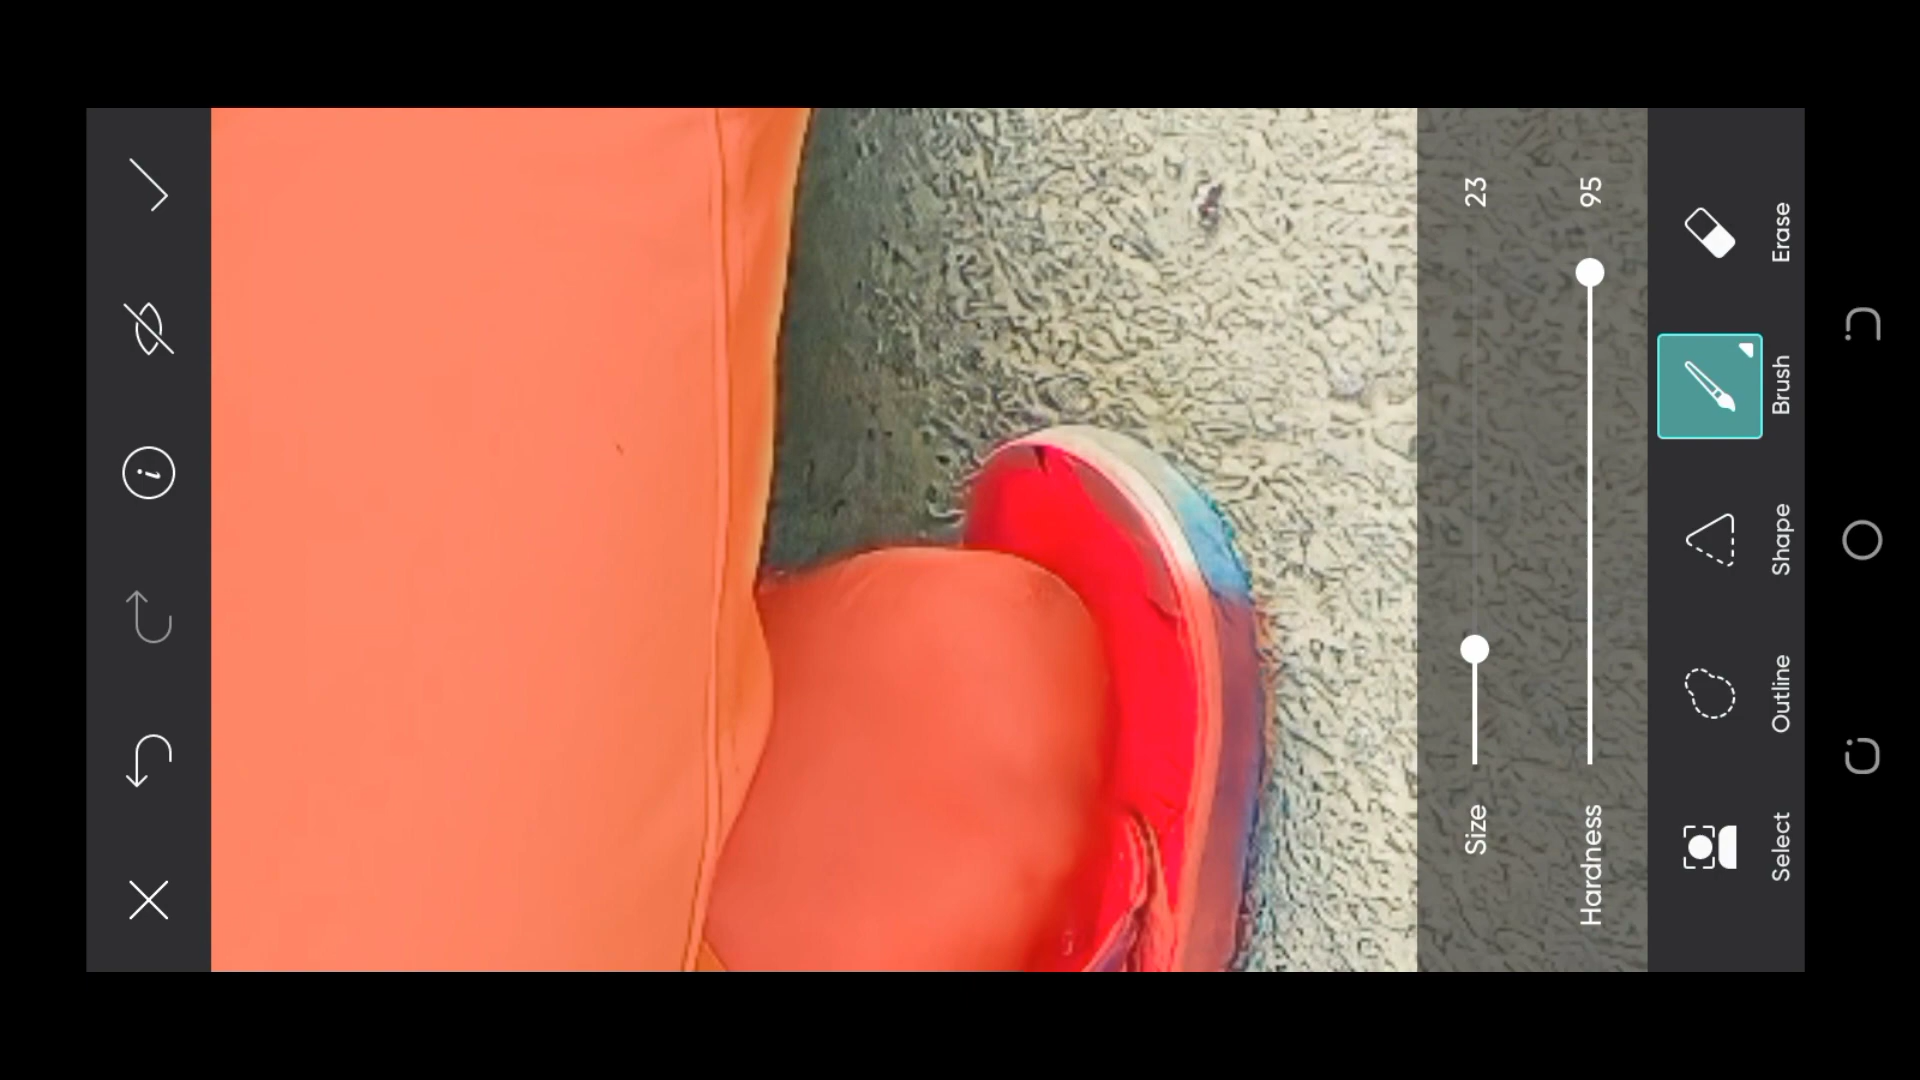 Size 23
Hardness 95
Select
Outline
Shape
Brush
Erase